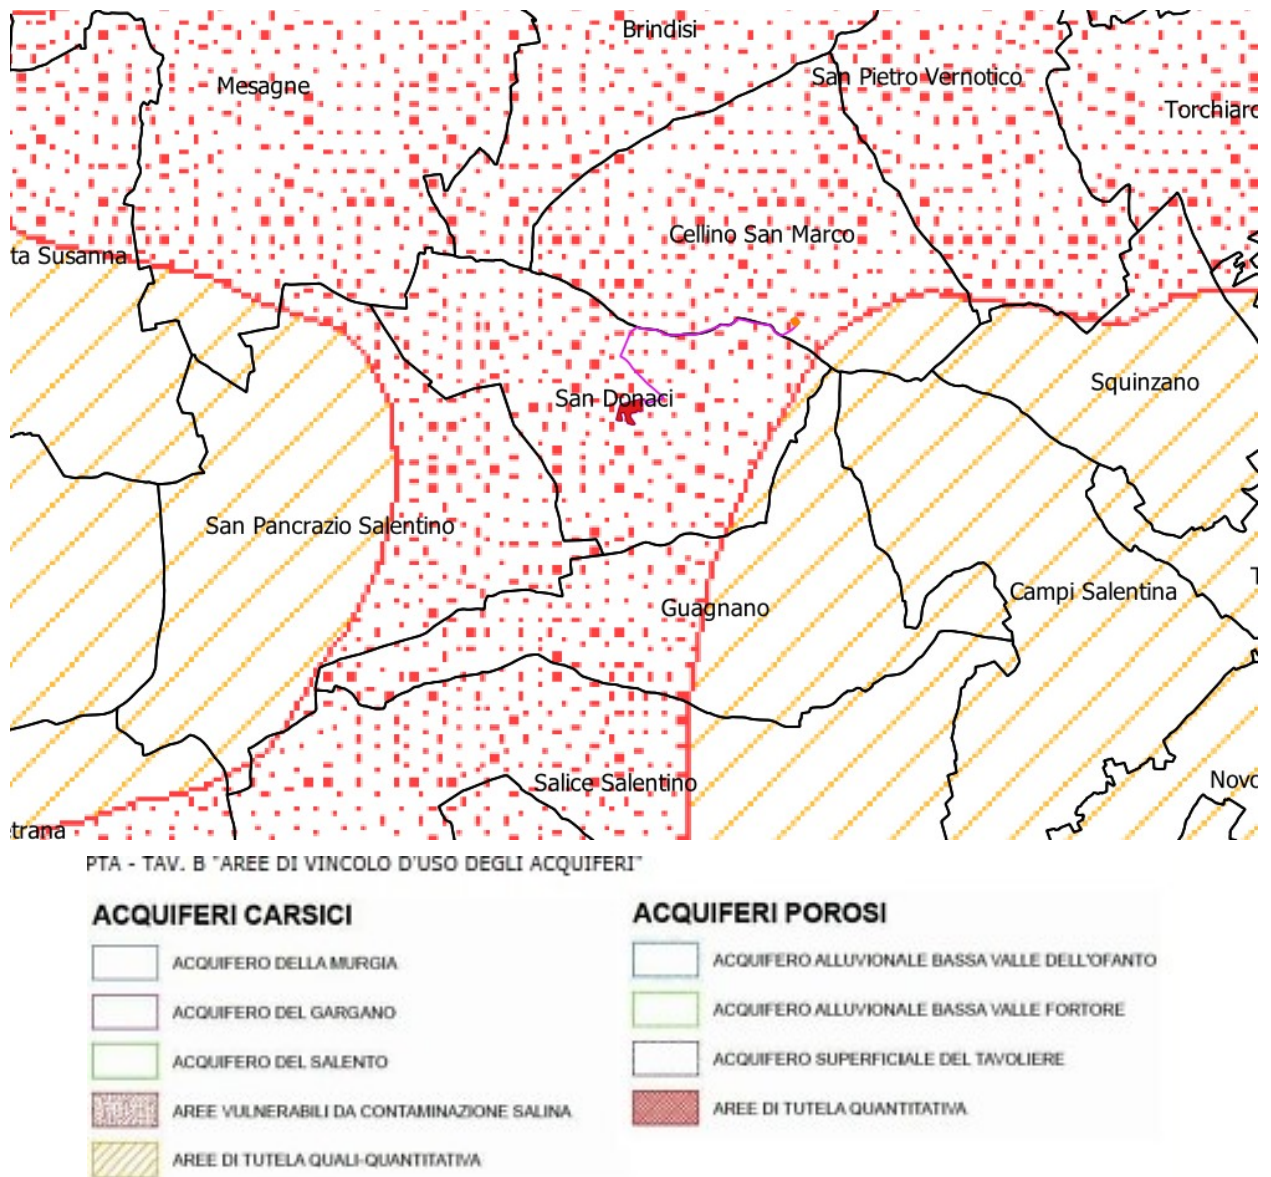 Brindisi
Mesagne
San Pietro Vernotico
Torchiaro
Cellino San Marco
ta Susanna
Squinzano
San Donaci
San Pancrazio Salentino
Campi Salentina
Guagnano
Salice Salentino
Novo
trana
PTA - TAV. B "AREE DI VINCOLO D'USO DEGLI ACQUIFERI"
ACQUIFERI CARSICI
ACQUIFERO DELLA MURGIA
ACQUIFERO DEL GARGANO
ACQUIFERO DEL SALENTO
AREE VULNERABILI DA CONTAMINAZIONE SALINA
AREE DI TUTELA QUALI-QUANTITATIVA
ACQUIFERI POROSI
ACQUIFERO ALLUVIONALE BASSA VALLE DELL'OFANTO
ACQUIFERO ALLUVIONALE BASSA VALLE FORTORE
ACQUIFERO SUPERFICIALE DEL TAVOLIERE
AREE DI TUTELA QUANTITATIVA